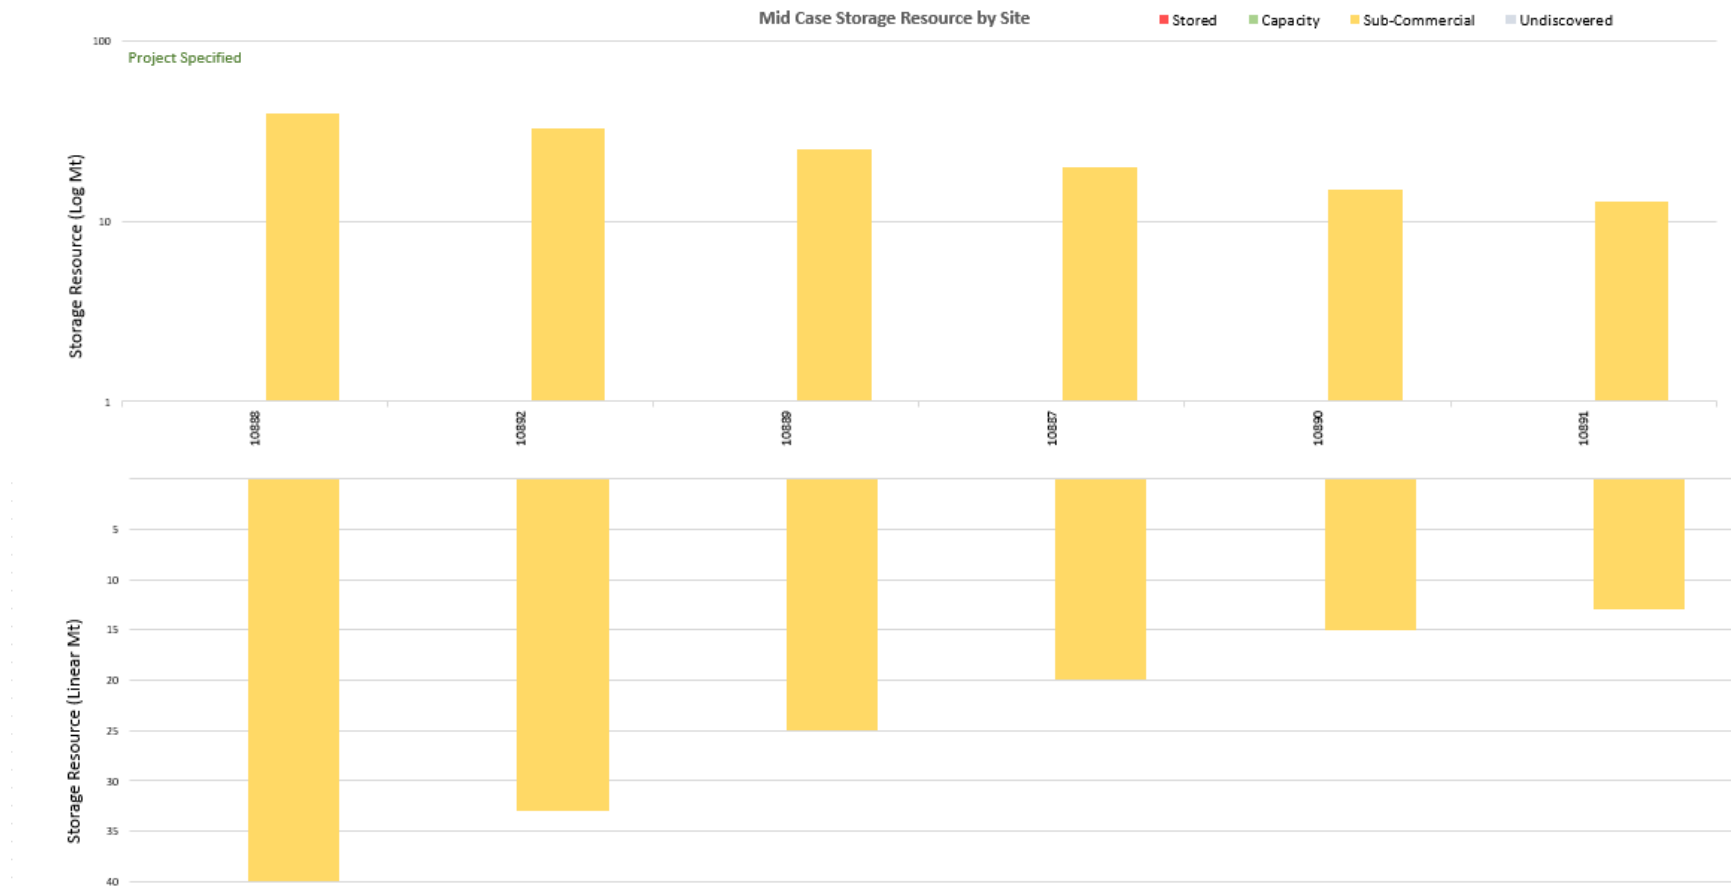 Mid Case Storage Resource by Site
Stored
Capacity
Sub-Commercial
Undiscovered
Project Specified
Storage Resource (Log Mt)
100
10
1
10888
10892
10889
10887
10890
10891
Storage Resource (Linear Mt)
5
10
15
20
25
30
35
40